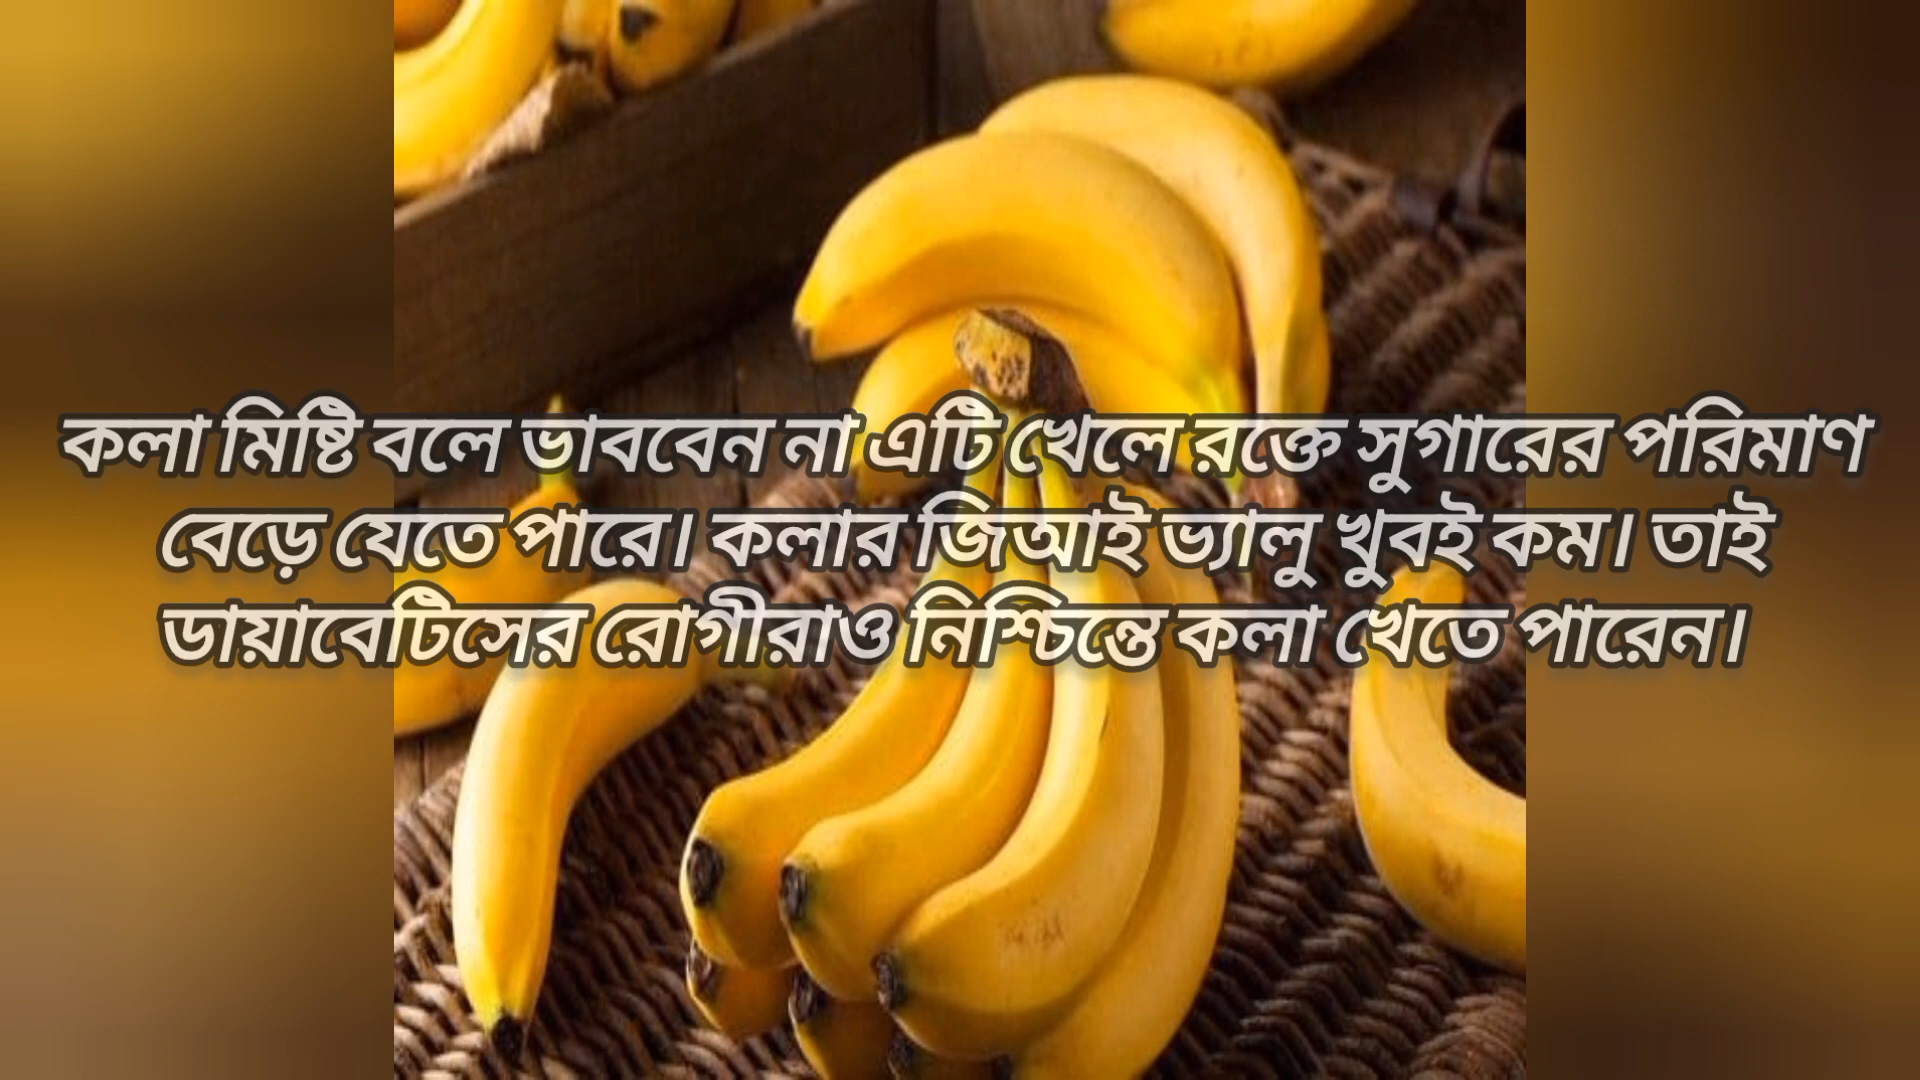 কলা মিষ্টি বলে ভাববেন না এটি খেলে রক্তে সুগারের পরিমাণ
বেড়ে যেতে পারে। কলার জিআই ভ্যালু খুবই কম। তাই
ডায়াবেটিসের রোগীরাও নিশ্চিন্তে কলা খেতে পারেন।